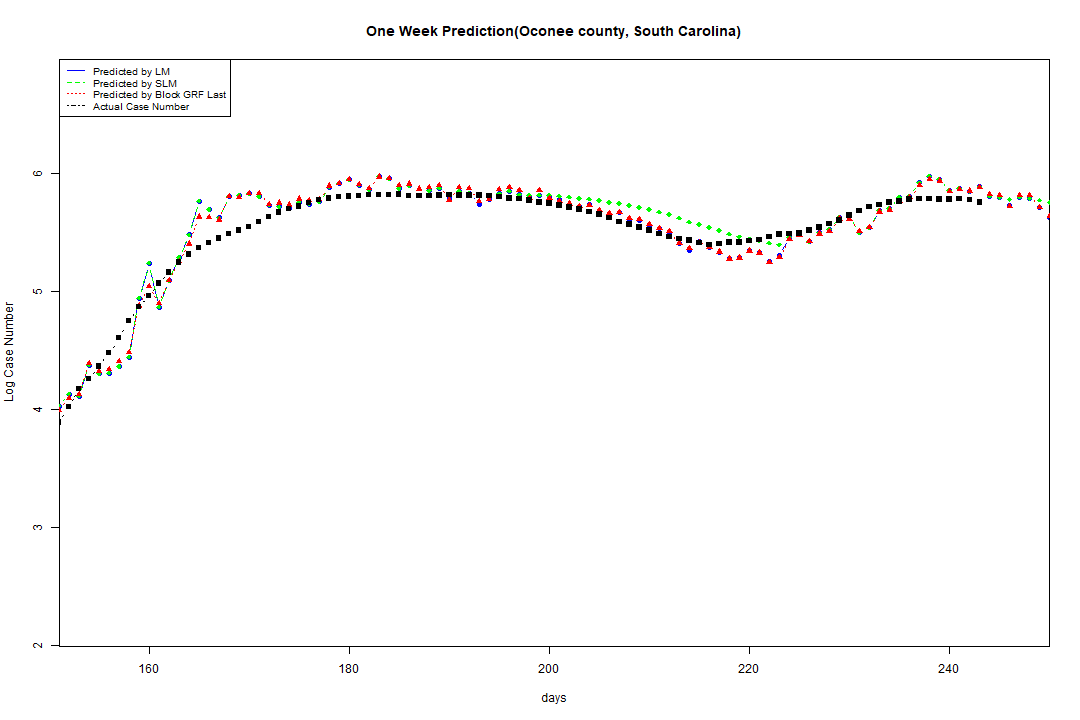 One Week Prediction(Oconee county, South Carolina)
Predicted by LM
Predicted by SLM
Predicted by Block GRF Last
Actual Case Number
6
5
4
3
2
Log Case Number
160 180 200 220 240
days